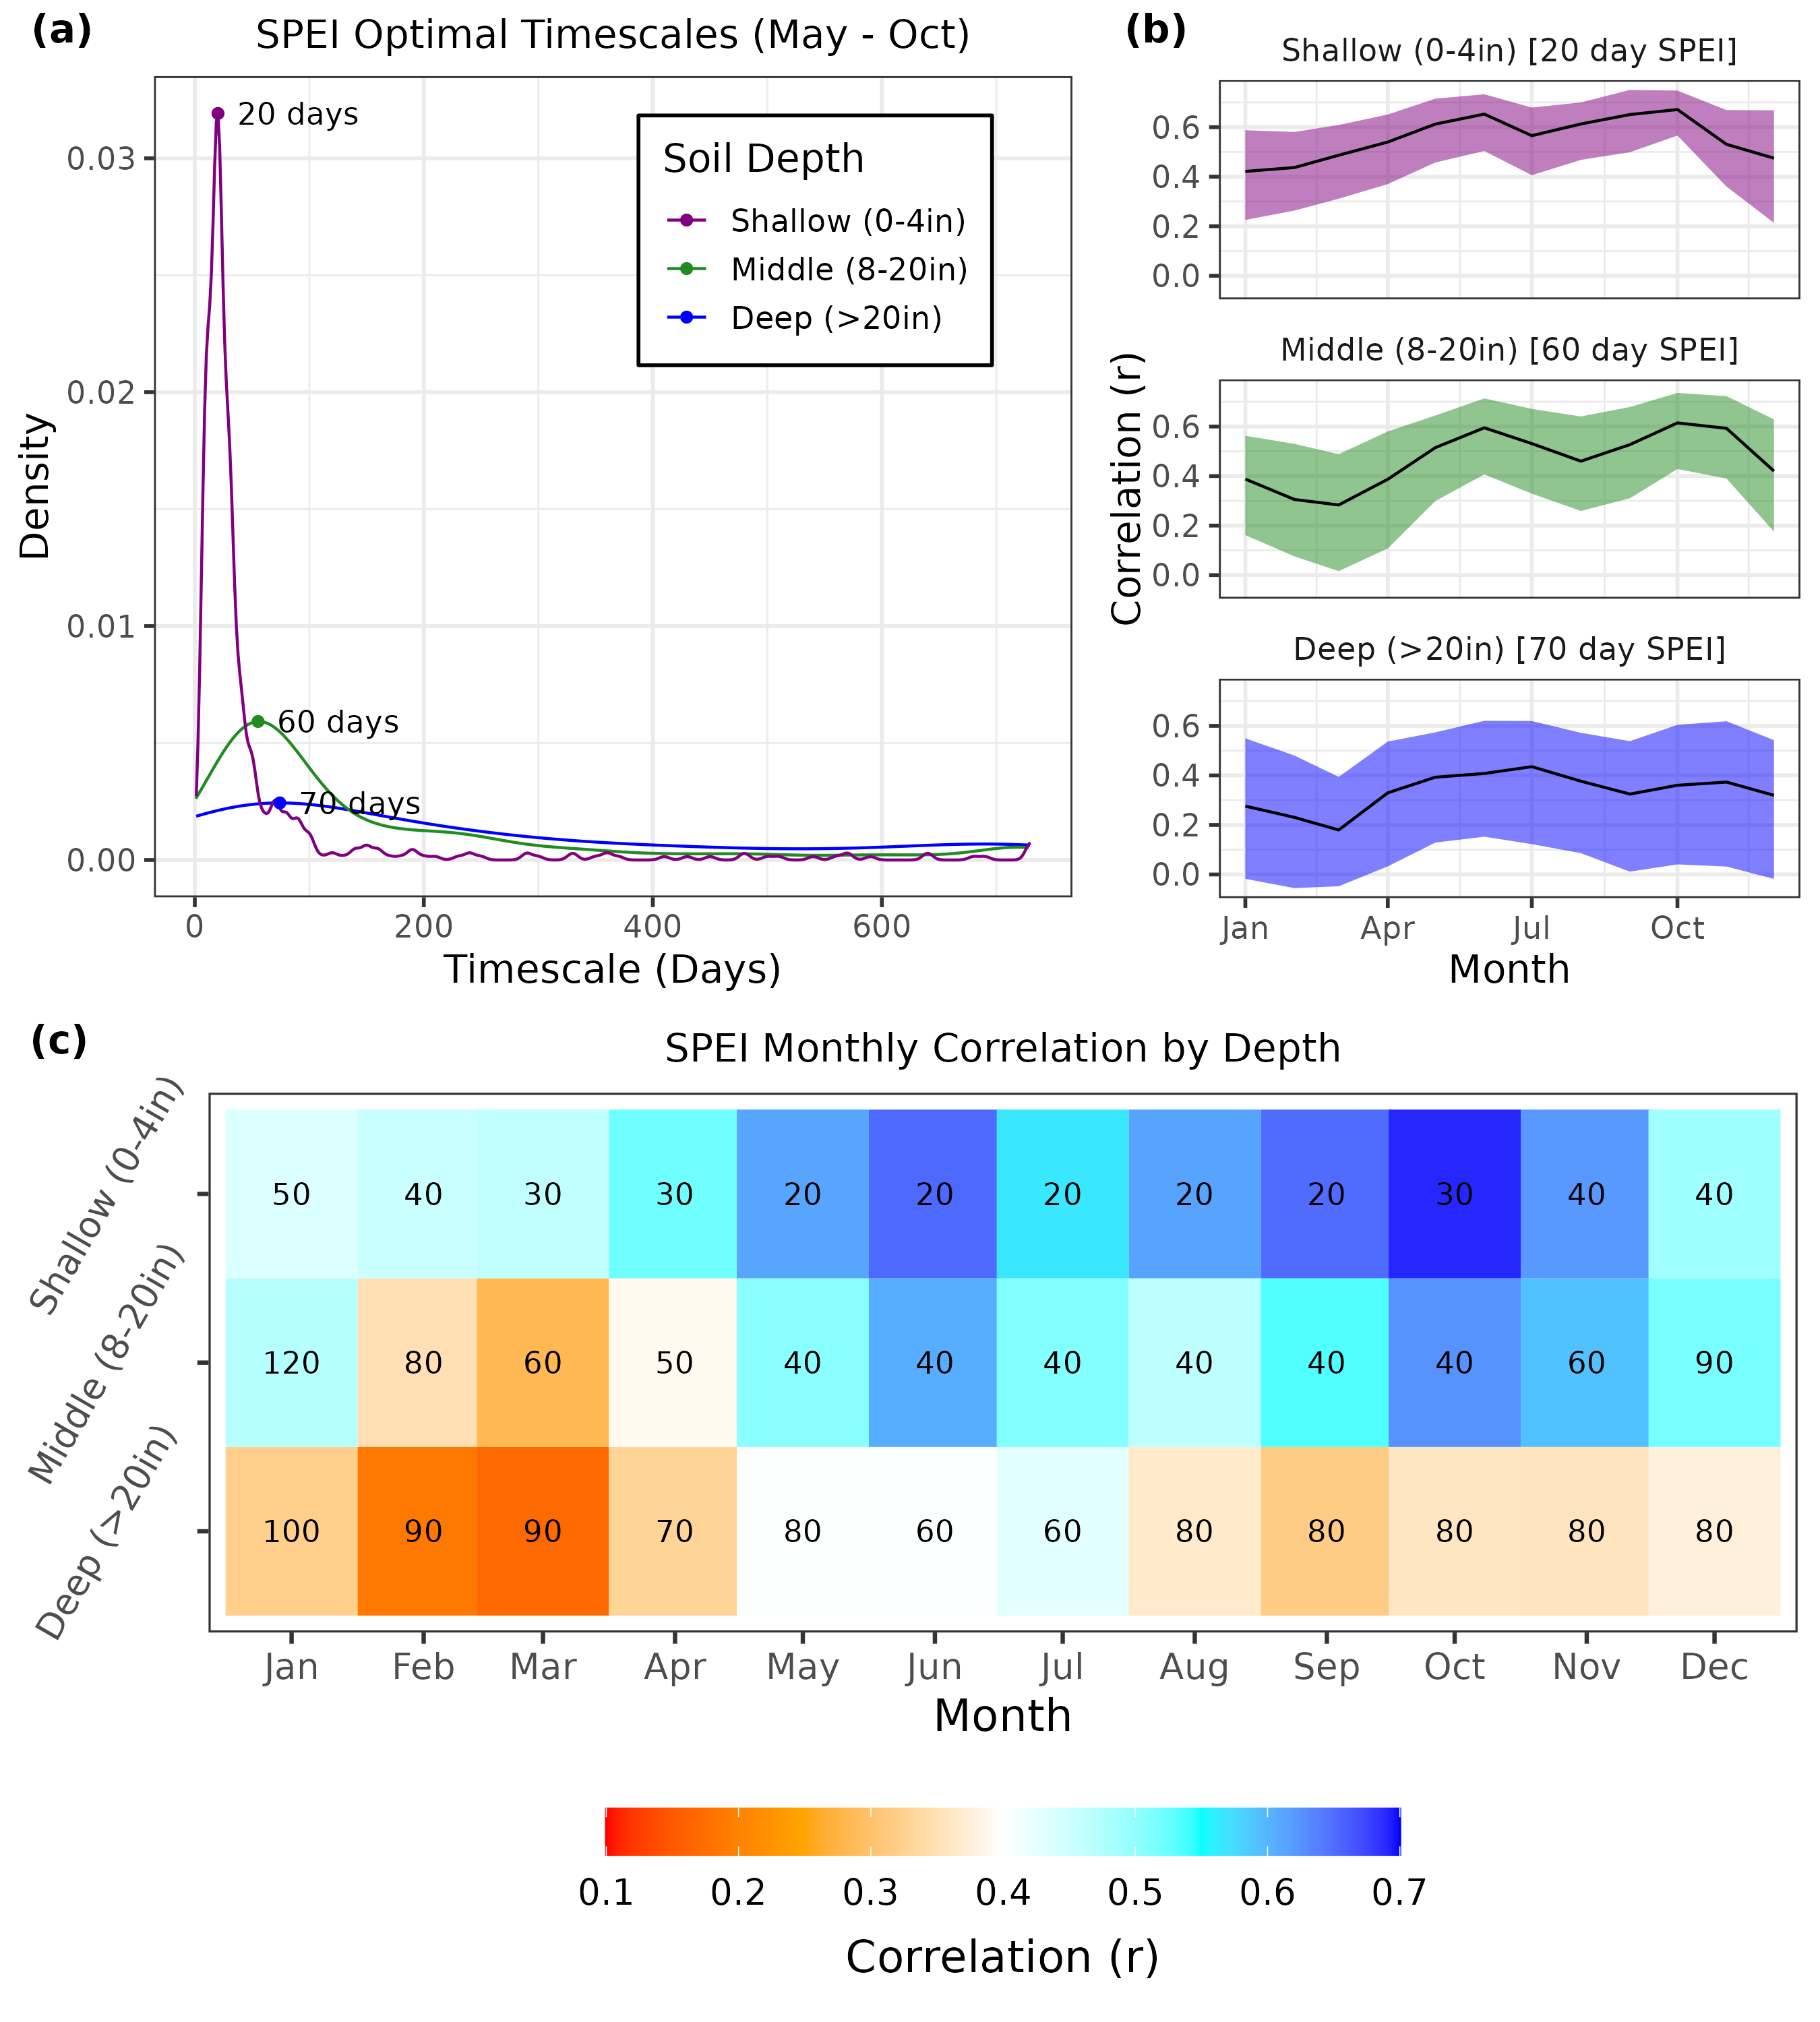 (a)
SPEI Optimal Timescales (May - Oct)
20 days
60 days
70 days
Soil Depth
Shallow (0-4in)
Middle (8-20in)
Deep (>20in)
Density
0.03
0.02
0.01
0.00
0 200 400 600
Timescale (Days)
(b)
Shallow (0-4in) [20 day SPEI]
0.6
0.4
0.2
0.0
Middle (8-20in) [60 day SPEI]
0.6
0.4
0.2
0.0
Correlation (r)
Deep (>20in) [70 day SPEI]
0.6
0.4
0.2
0.0
Jan Apr Jul Oct
Month
(c)
SPEI Monthly Correlation by Depth
Shallow (0-4in)
50 40 30 30 20 20 20 20 20 30 40 40
Middle (8-20in)
120 80 60 50 40 40 40 40 40 40 60 90
Deep (>20in)
100 90 90 70 80 60 60 80 80 80 80 80
Jan Feb Mar Apr May Jun Jul Aug Sep Oct Nov Dec
Month
0.1 0.2 0.3 0.4 0.5 0.6 0.7
Correlation (r)